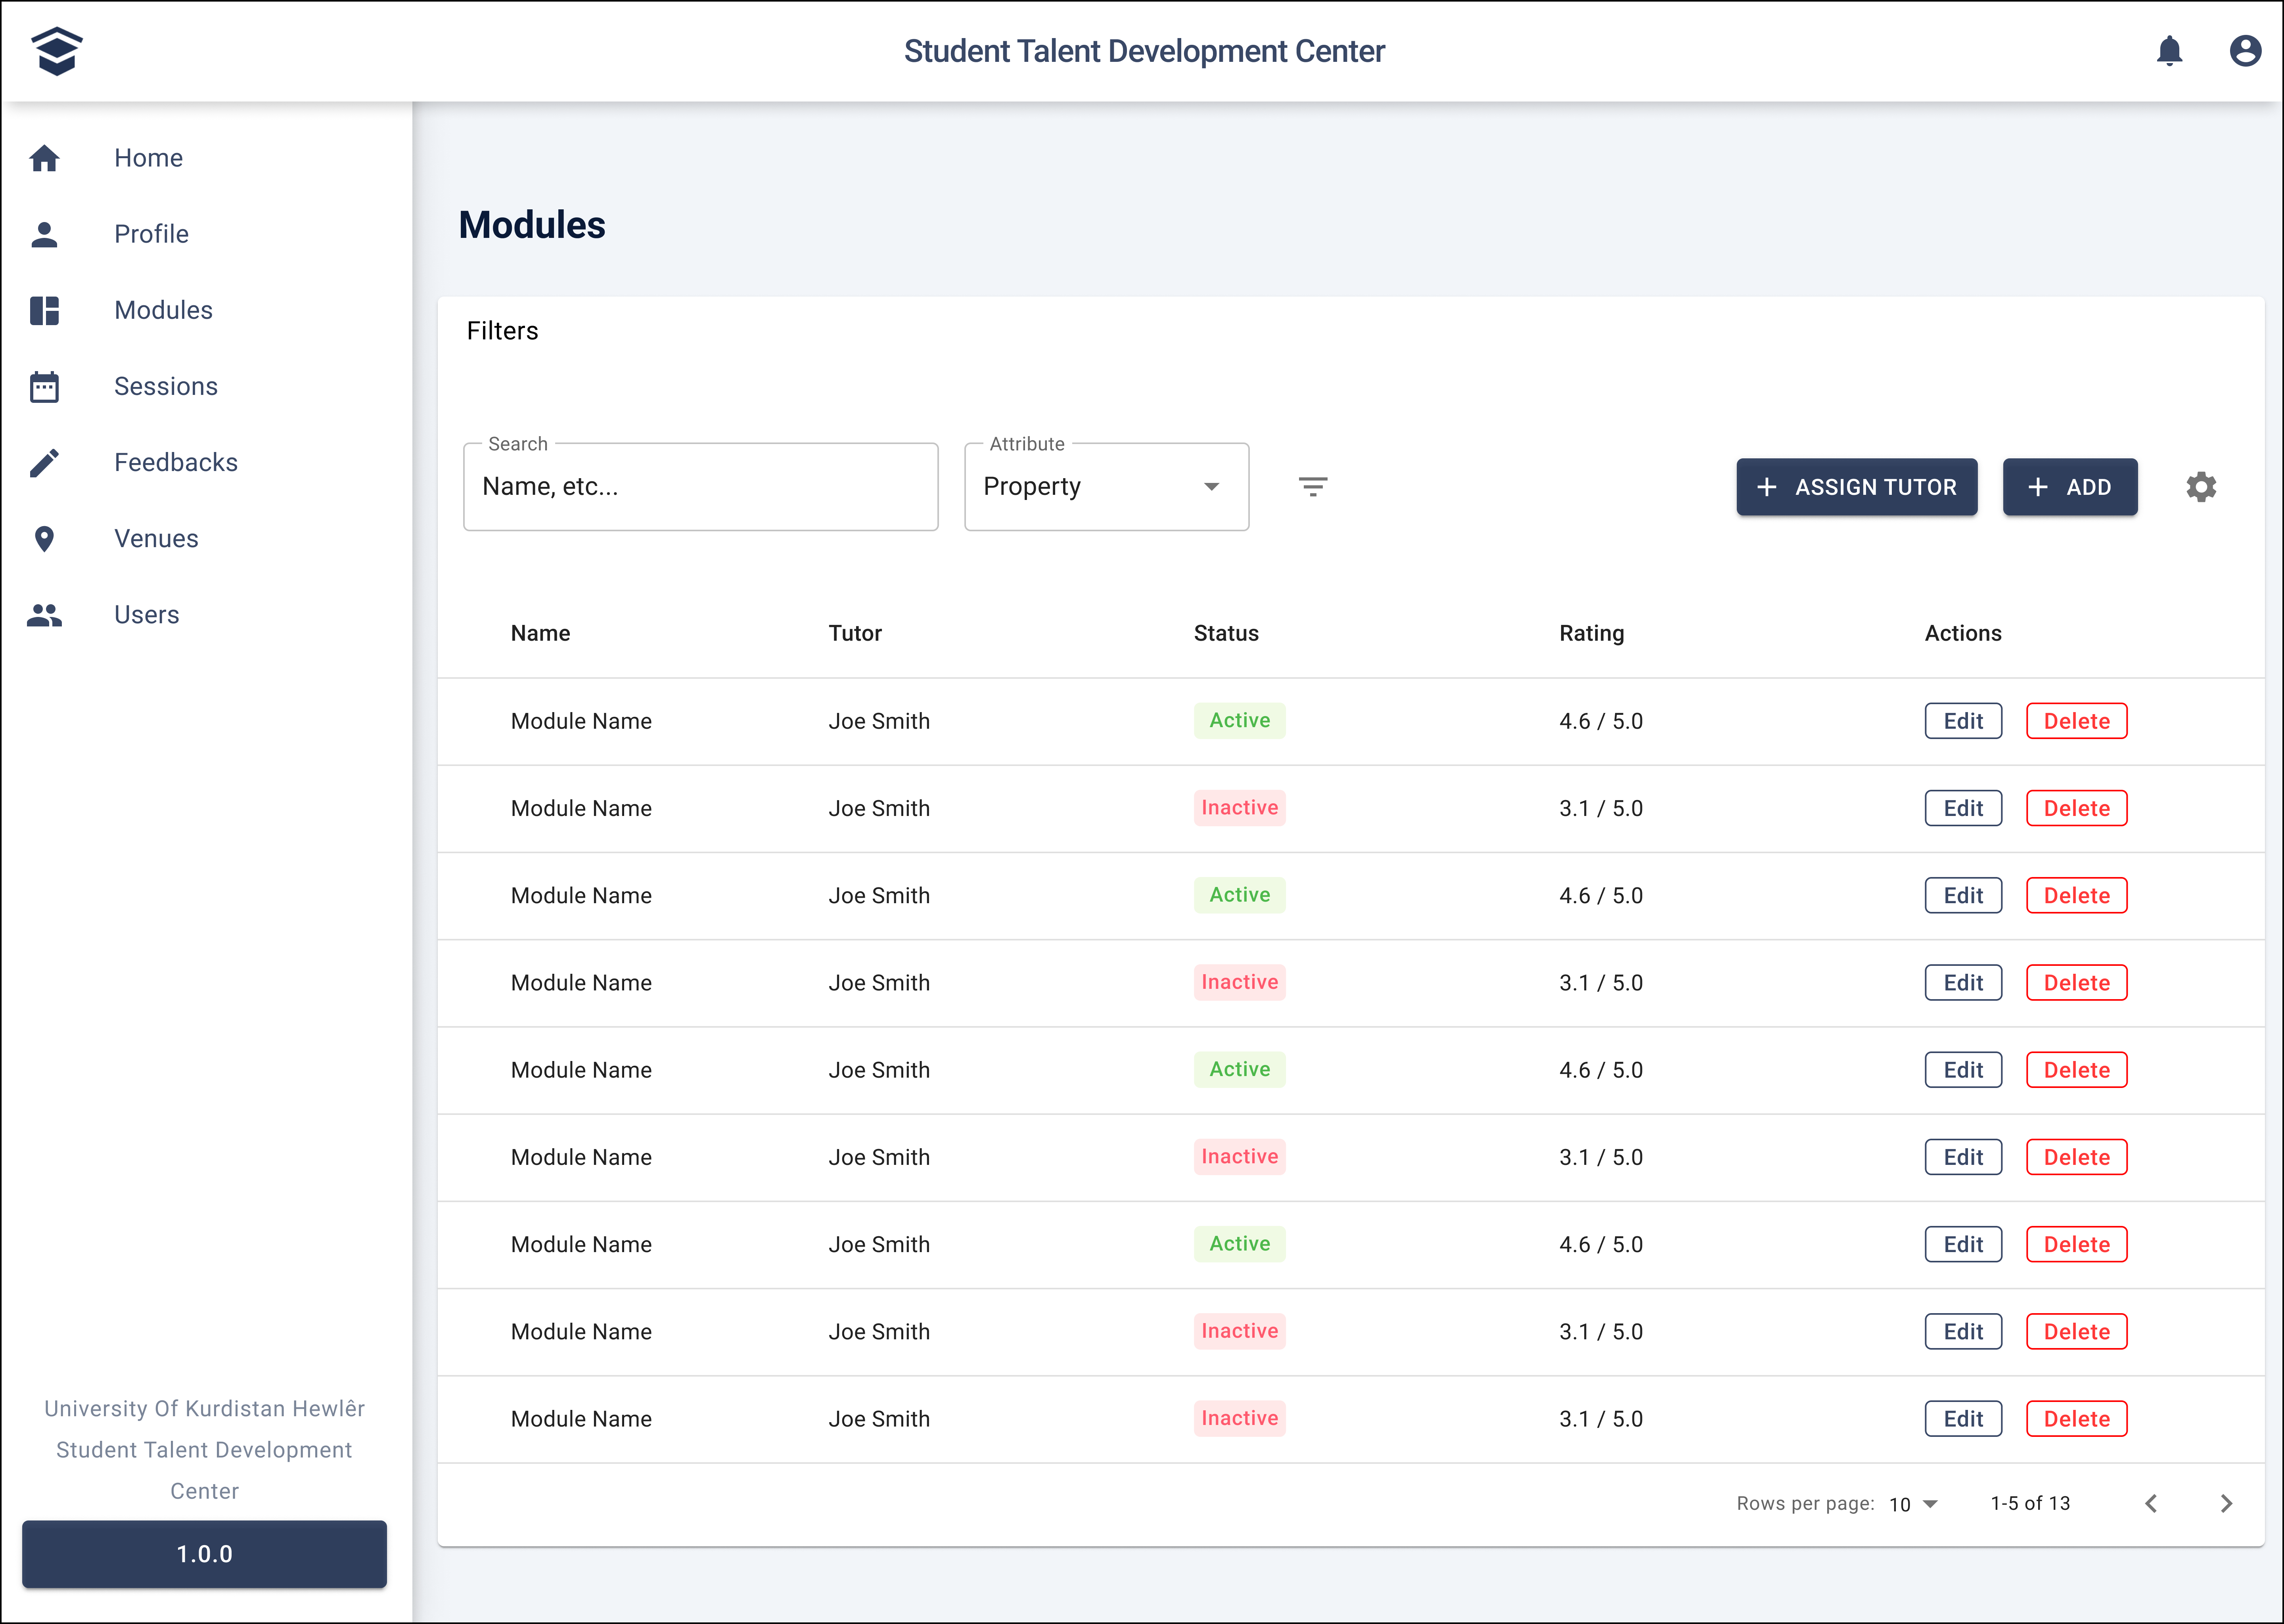 Student Talent Development Center
Home
Profile
Modules
Sessions
Feedbacks
Venues
Users
University Of Kurdistan Hewlêr
Student Talent Development
Center
1.0.0
Modules
Filters
Search
Name, etc...
Attribute
Property
+ ASSIGN TUTOR
+ ADD
Name Tutor Status Rating Actions
Module Name Joe Smith Active 4.6 / 5.0 Edit Delete
Module Name Joe Smith Inactive 3.1 / 5.0 Edit Delete
Module Name Joe Smith Active 4.6 / 5.0 Edit Delete
Module Name Joe Smith Inactive 3.1 / 5.0 Edit Delete
Module Name Joe Smith Active 4.6 / 5.0 Edit Delete
Module Name Joe Smith Inactive 3.1 / 5.0 Edit Delete
Module Name Joe Smith Active 4.6 / 5.0 Edit Delete
Module Name Joe Smith Inactive 3.1 / 5.0 Edit Delete
Module Name Joe Smith Inactive 3.1 / 5.0 Edit Delete
Rows per page: 10 1-5 of 13